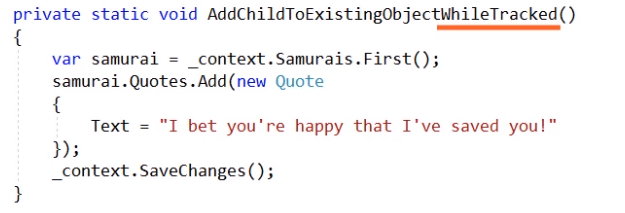 private static void AddChildToExistingObjectWhileTracked()
{
    var samurai = _context.Samurais.First();
    samurai.Quotes.Add(new Quote
    {
        Text = "I bet you're happy that I've saved you!"
    });
    _context.SaveChanges();
}